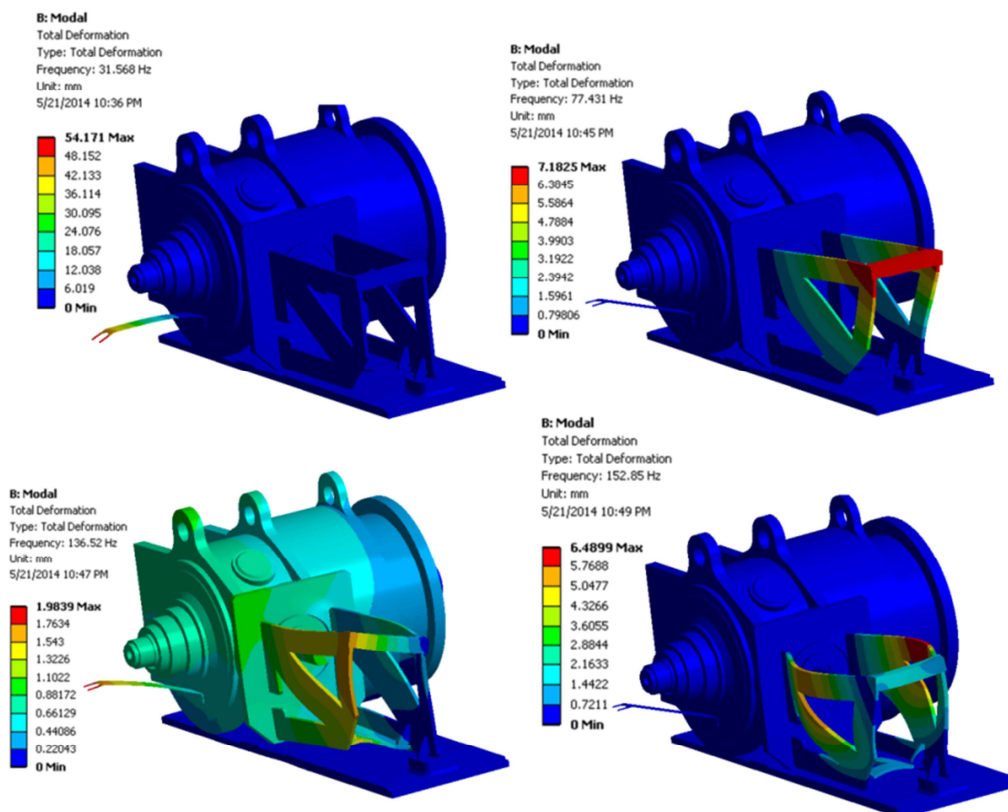 B: Modal
Total Deformation
Type: Total Deformation
Frequency: 31.568 Hz
Unit: mm
5/21/2014 10:36 PM
54.171 Max
48.152
42.133
36.114
30.095
24.076
18.057
12.038
6.019
0 Min
B: Modal
Total Deformation
Type: Total Deformation
Frequency: 77.431 Hz
Unit: mm
5/21/2014 10:45 PM
7.1825 Max
6.3845
5.5864
4.7884
3.9903
3.1922
2.3942
1.5961
0.79806
0 Min
B: Modal
Total Deformation
Type: Total Deformation
Frequency: 136.52 Hz
Unit: mm
5/21/2014 10:47 PM
1.9839 Max
1.7634
1.543
1.3226
1.1022
0.88172
0.66129
0.44086
0.22043
0 Min
B: Modal
Total Deformation
Type: Total Deformation
Frequency: 152.85 Hz
Unit: mm
5/21/2014 10:49 PM
6.4899 Max
5.7688
5.0477
4.3266
3.6055
2.8844
2.1633
1.4422
0.7211
0 Min